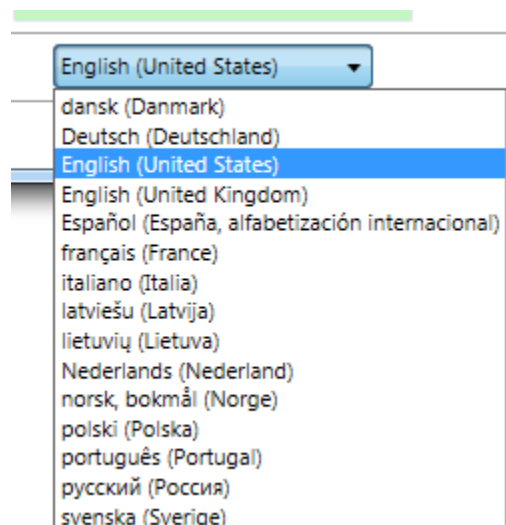 English (United States)
dansk (Danmark)
Deutsch (Deutschland)
English (United States)
English (United Kingdom)
Español (España, alfabetización internacional)
français (France)
italiano (Italia)
latviešu (Latvija)
lietuvių (Lietuva)
Nederlands (Nederland)
norsk, bokmål (Norge)
polski (Polska)
português (Portugal)
русский (Россия)
svenska (Sverige)